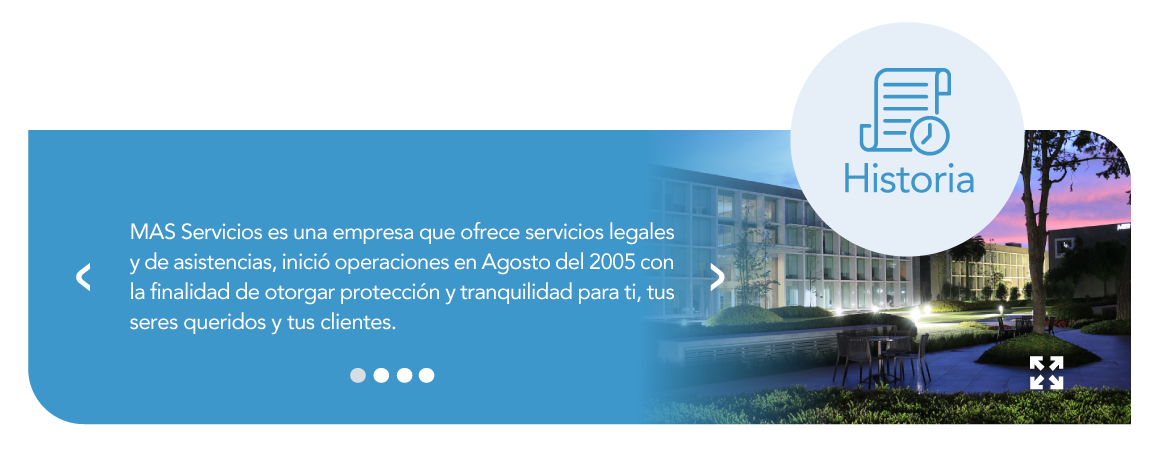 Historia
MAS Servicios es una empresa que ofrece servicios legales
y de asistencias, inició operaciones en Agosto del 2005 con
la finalidad de otorgar protección y tranquilidad para ti, tus
seres queridos y tus clientes.